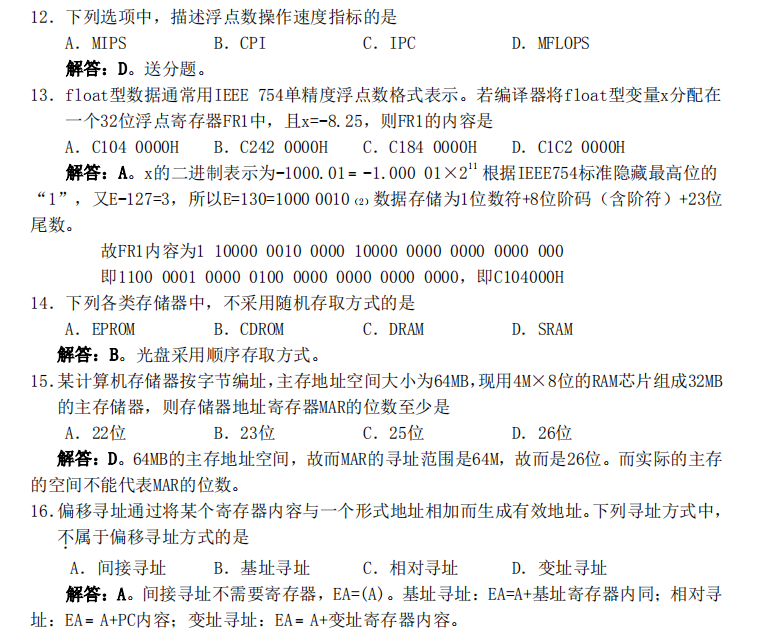 12. 下列选项中，描述浮点数操作速度指标的是
A. MIPS B. CPI C. IPC D. MFLOPS
解答：D。送分题。
13. float型数据通常用IEEE 754单精度浮点数格式表示。若编译器将float型变量x分配在
一个32位浮点寄存器FR1中，且x=-8.25，则FR1的内容是
A. C104 0000H B. C242 0000H C. C184 0000H D. C1C2 0000H
解答：A。x的二进制表示为-1000.01= -1.000 01×2¹¹ 根据IEEE754标准隐藏最高位的
“1”，又E-127=3，所以E=130=1000 0010 ₍₂₎ 数据存储为1位数符+8位阶码（含阶符）+23位
尾数。
故FR1内容为1 10000 0010 0000 10000 0000 0000 0000 000
即1100 0001 0000 0100 0000 0000 0000 0000，即C104000H
14. 下列各类存储器中，不采用随机存取方式的是
A. EPROM B. CDROM C. DRAM D. SRAM
解答：B。光盘采用顺序存取方式。
15. 某计算机存储器按字节编址，主存地址空间大小为64MB，现用4M×8位的RAM芯片组成32MB
的主存储器，则存储器地址寄存器MAR的位数至少是
A. 22位 B. 23位 C. 25位 D. 26位
解答：D。64MB的主存地址空间，故而MAR的寻址范围是64M，故而是26位。而实际的主存
的空间不能代表MAR的位数。
16. 偏移寻址通过将某个寄存器内容与一个形式地址相加而生成有效地址。下列寻址方式中，
不属于偏移寻址方式的是
A. 间接寻址 B. 基址寻址 C. 相对寻址 D. 变址寻址
解答：A。间接寻址不需要寄存器，EA=(A)。基址寻址：EA=A+基址寄存器内同；相对寻
址：EA= A+PC内容；变址寻址：EA= A+变址寄存器内容。